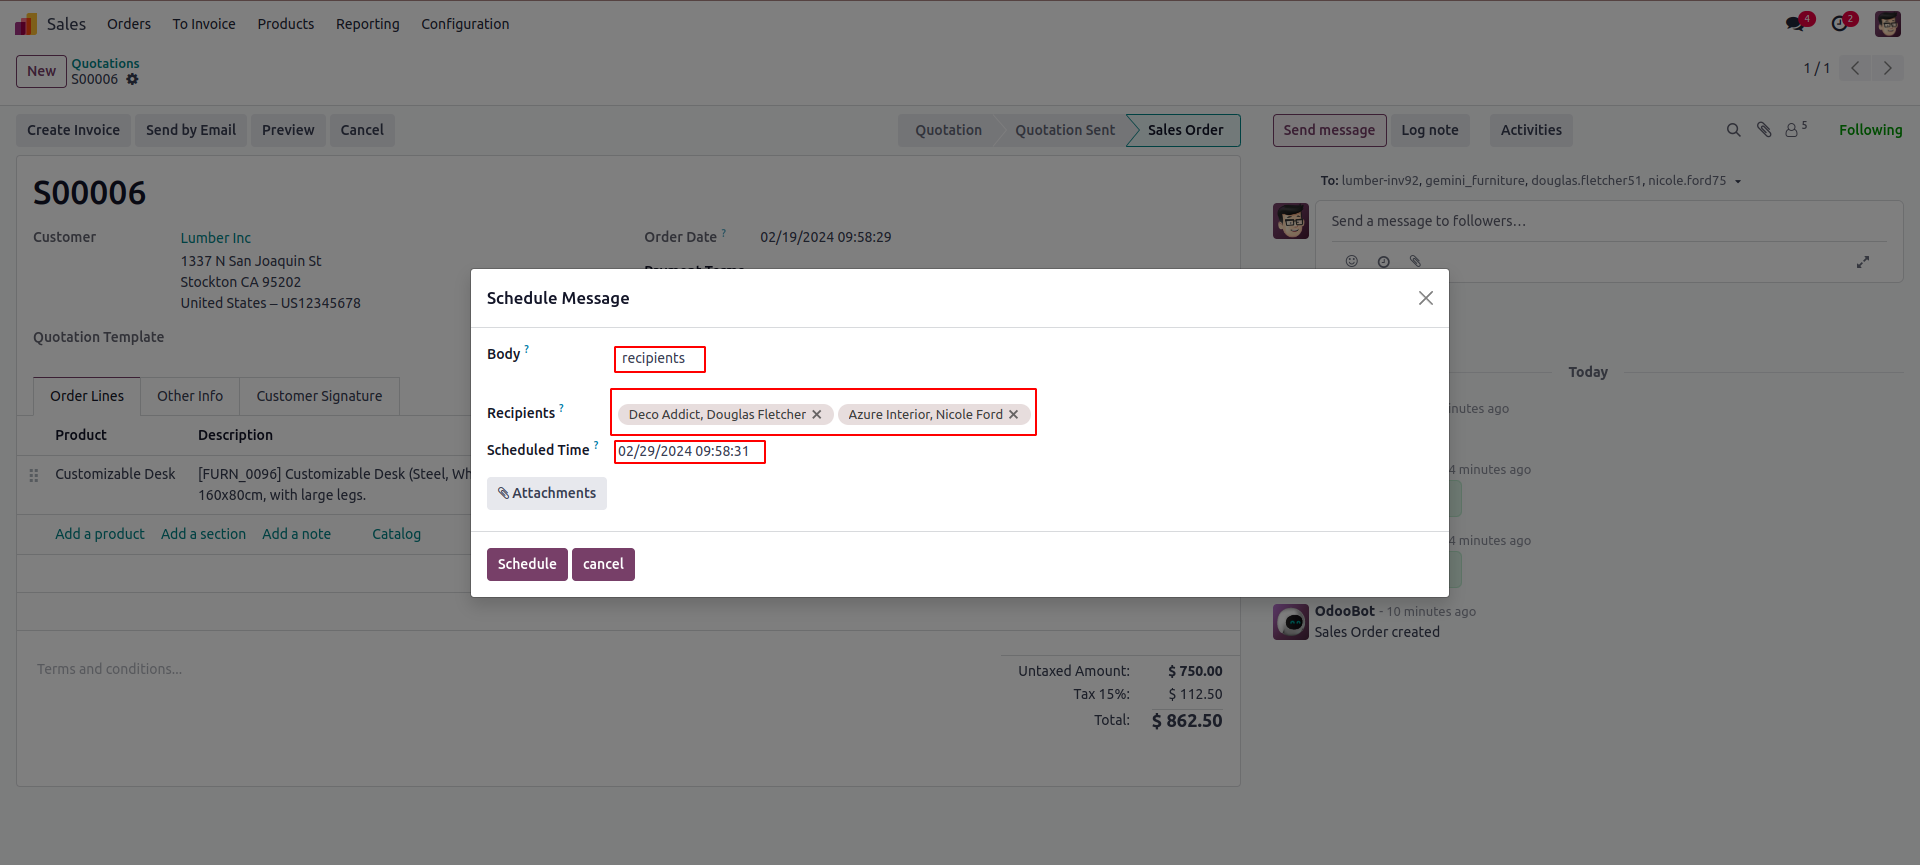 Sales Orders To Invoice Products Reporting Configuration 4 2
New Quotations
S00006
1 / 1
Create Invoice Send by Email Preview Cancel Quotation Quotation Sent Sales Order Send message Log note Activities 5 Following
S00006
To: lumber-inv92, gemini_furniture, douglas.fletcher51, nicole.ford75
Send a message to followers...
Customer Lumber Inc Order Date ? 02/19/2024 09:58:29
1337 N San Joaquin St
Stockton CA 95202
United States – US12345678
Quotation Template
Schedule Message
Body ? recipients
Recipients ? Deco Addict, Douglas Fletcher Azure Interior, Nicole Ford
Scheduled Time ? 02/29/2024 09:58:31
Attachments
Schedule cancel
Order Lines Other Info Customer Signature
Product Description
Customizable Desk [FURN_0096] Customizable Desk (Steel, Wh
160x80cm, with large legs.
Add a product Add a section Add a note Catalog
Terms and conditions...
Untaxed Amount: $ 750.00
Tax 15%: $ 112.50
Total: $ 862.50
Today
nutes ago
4 minutes ago
4 minutes ago
OdooBot - 10 minutes ago
Sales Order created